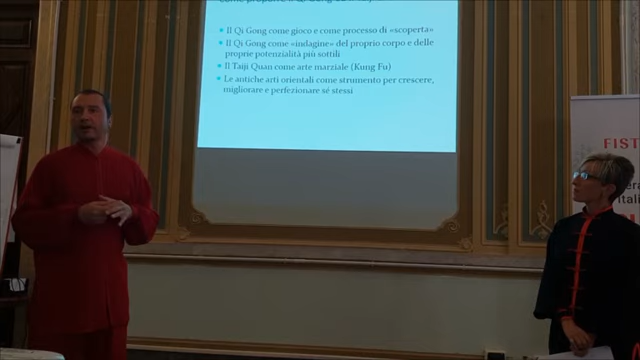 Il Qi Gong come gioco e come processo di «scoperta»
Il Qi Gong come «indagine» del proprio corpo e delle
proprie potenzialità più sottili
Il Taiji Quan come arte marziale (Kung Fu)
Le antiche arti orientali come strumento per crescere,
migliorare e perfezionare sé stessi
FIST
Ital